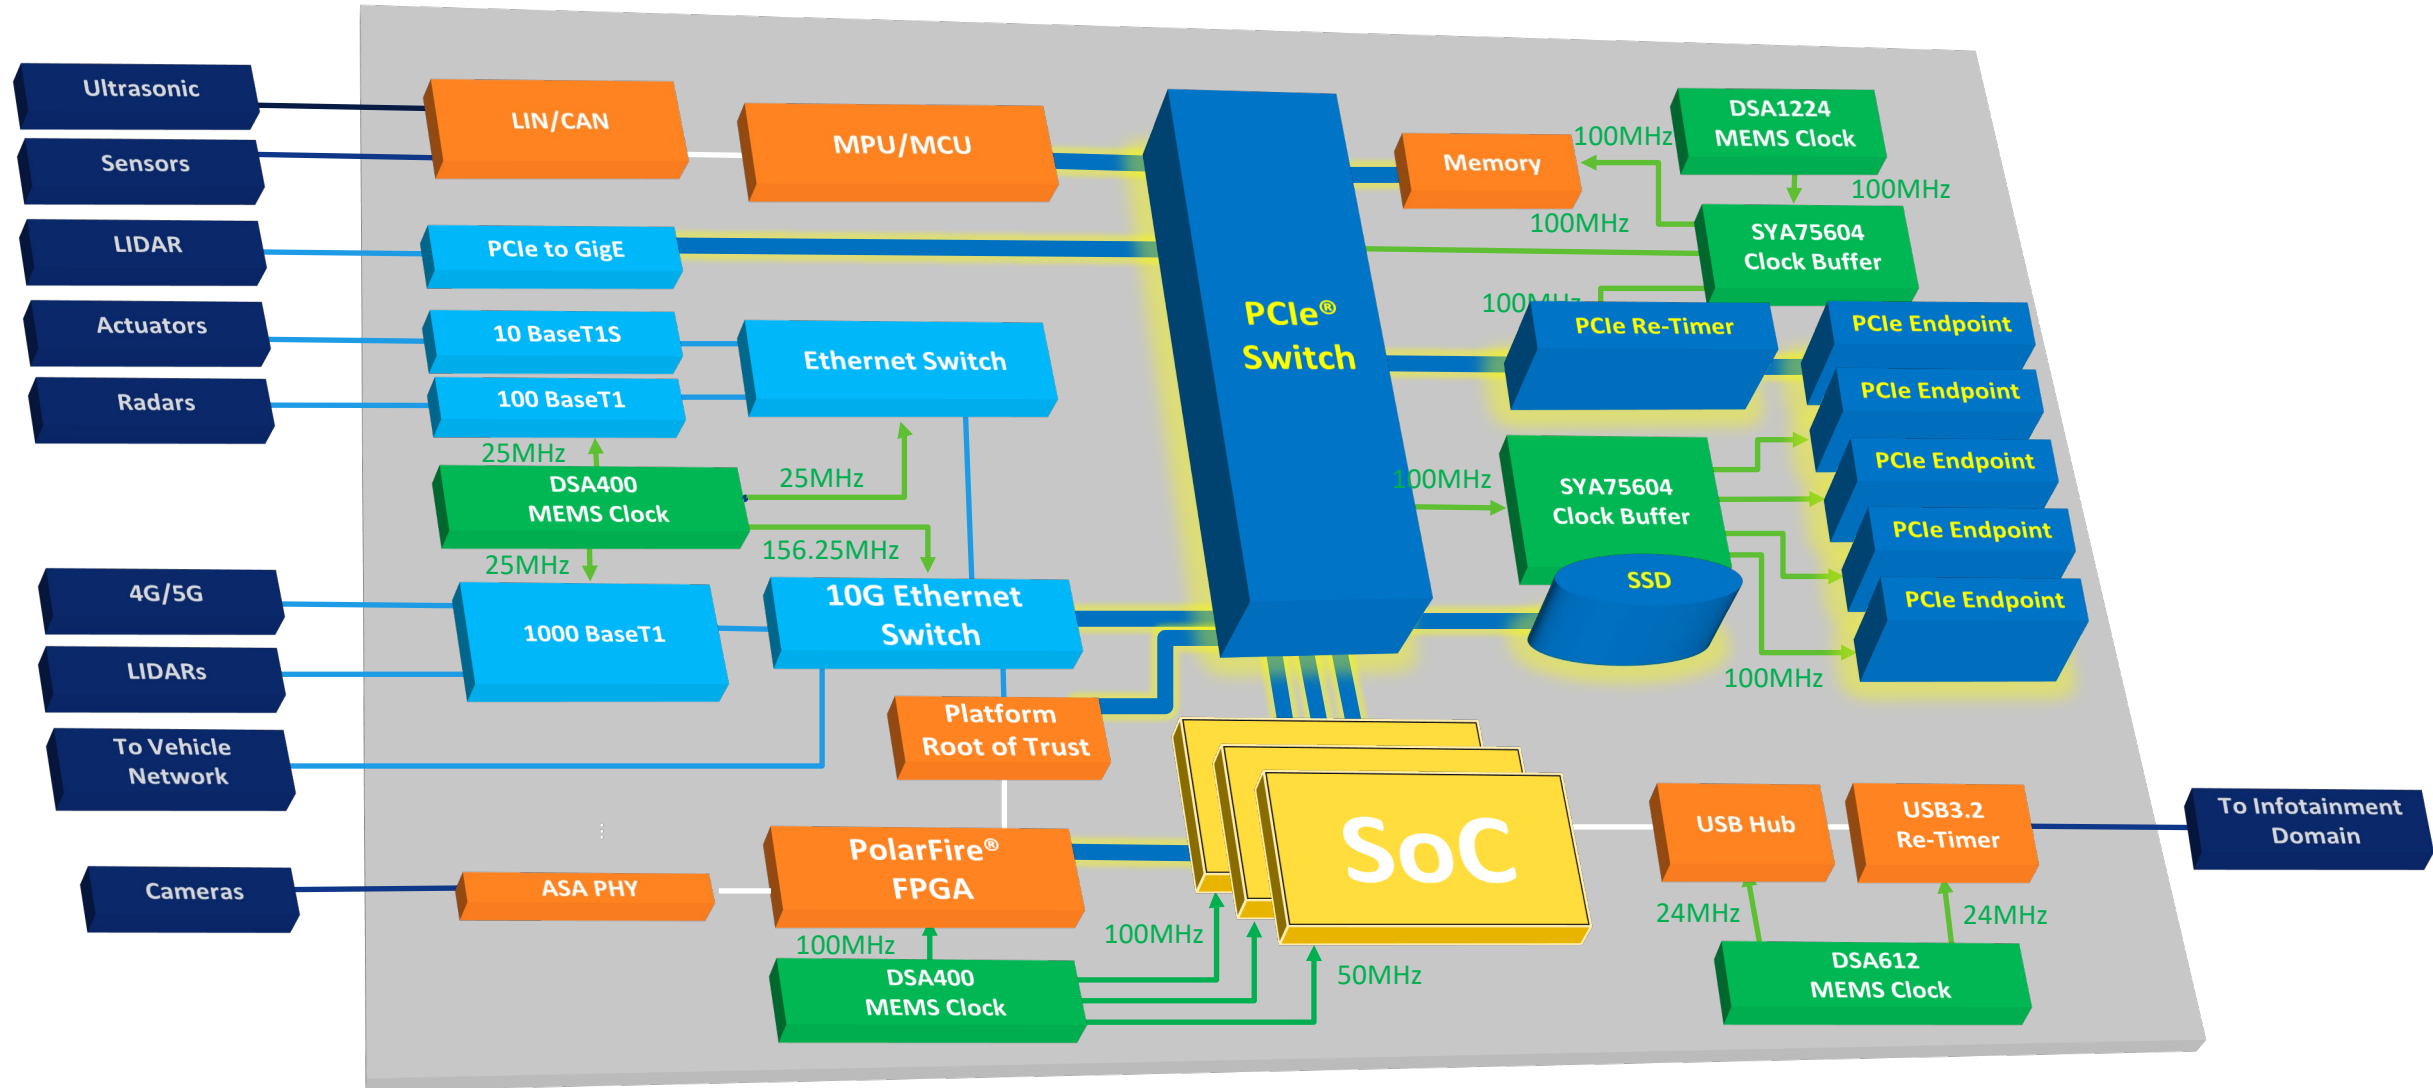 Ultrasonic
Sensors
LIDAR
Actuators
Radars
4G/5G
LIDARs
To Vehicle
Network
Cameras
LIN/CAN
MPU/MCU
PCIe to GigE
10 BaseT1S
100 BaseT1
Ethernet Switch
25MHz
DSA400
MEMS Clock
25MHz
156.25MHz
25MHz
1000 BaseT1
10G Ethernet
Switch
Platform
Root of Trust
ASA PHY
PolarFire®
FPGA
100MHz
DSA400
MEMS Clock
100MHz
50MHz
PCIe®
Switch
Memory
100MHz
DSA1224
MEMS Clock
100MHz
100MHz
SYA75604
Clock Buffer
100MHz
PCIe Re-Timer
PCIe Endpoint
PCIe Endpoint
PCIe Endpoint
PCIe Endpoint
PCIe Endpoint
100MHz
SYA75604
Clock Buffer
SSD
100MHz
SoC
USB Hub
USB3.2
Re-Timer
24MHz
24MHz
DSA612
MEMS Clock
To Infotainment
Domain